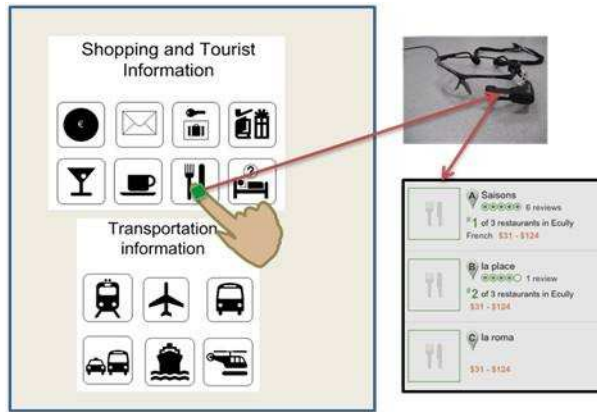 Shopping and Tourist
Information
€
?
Transportation
information
A Saisons
6 reviews
#1 of 3 restaurants in Ecully
French $31 - $124
B la place
1 review
#2 of 3 restaurants in Ecully
$31 - $124
C la roma
$31 - $124